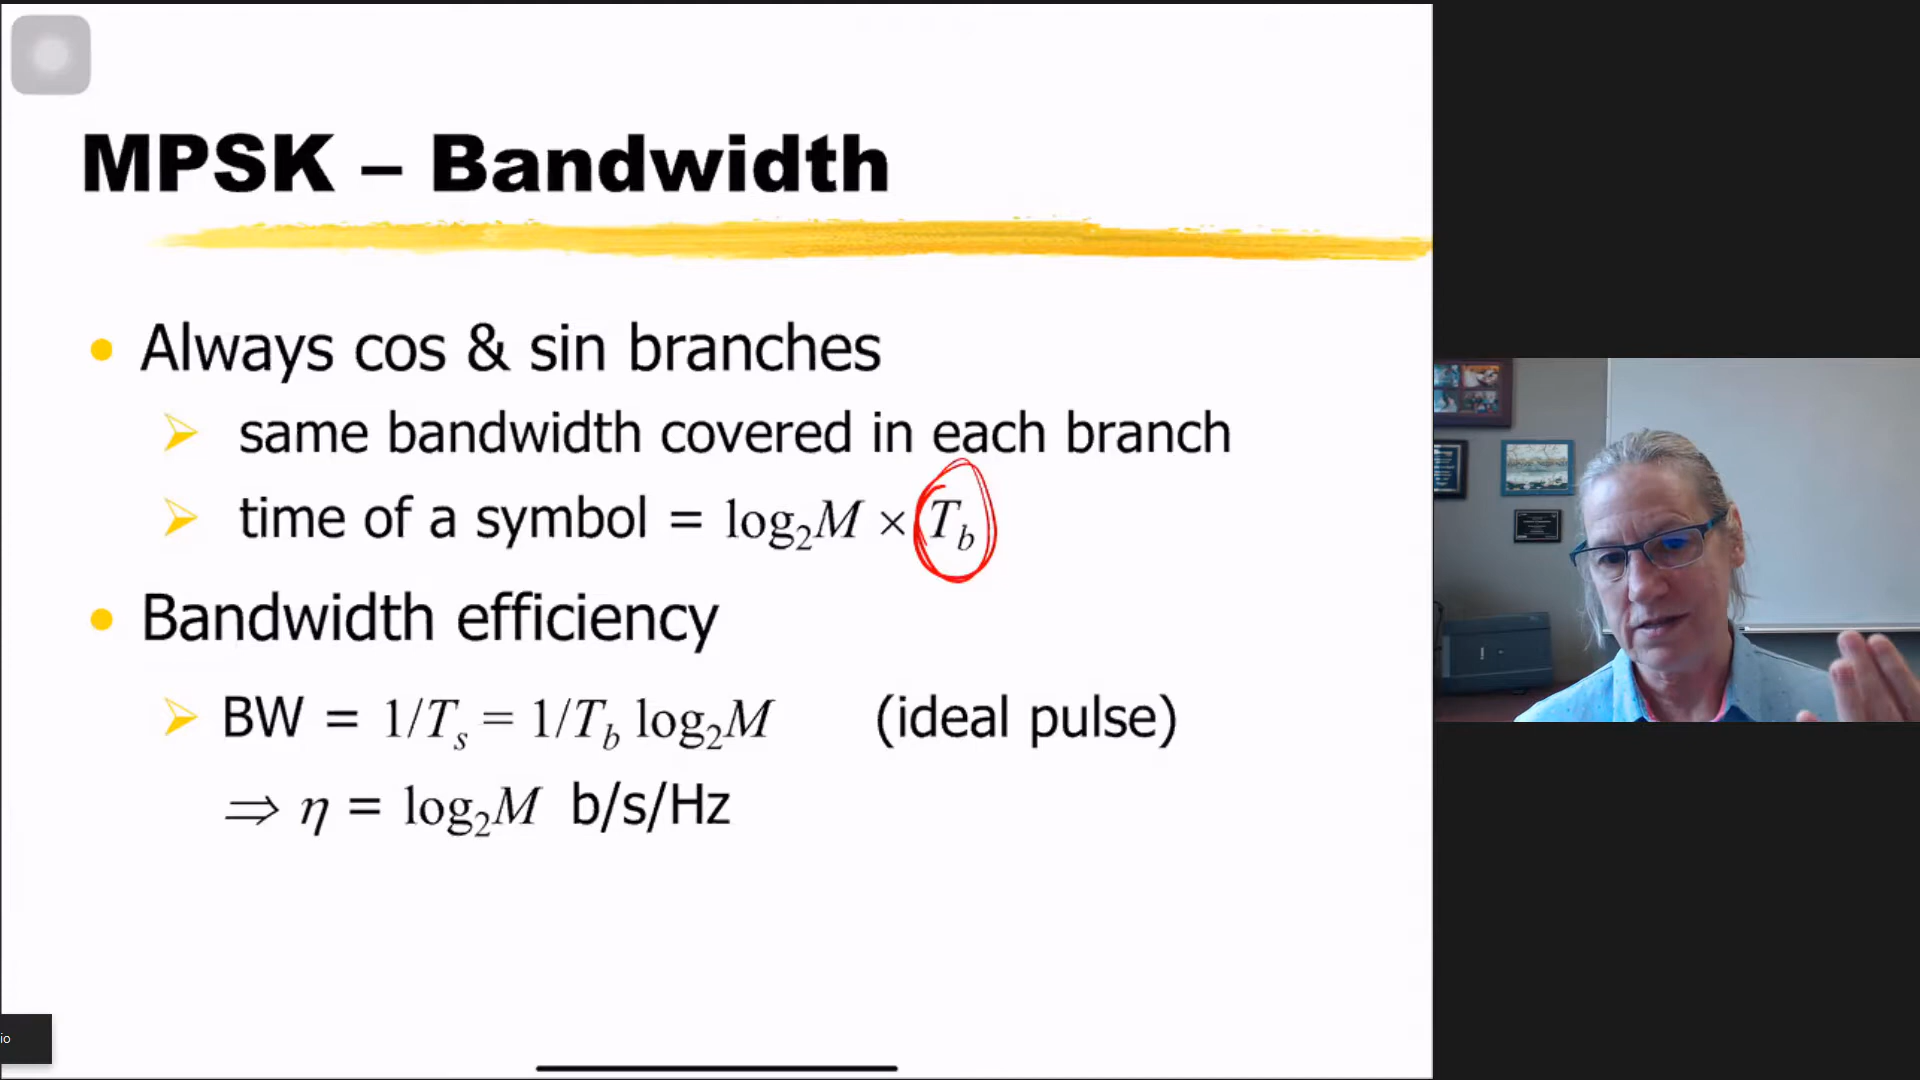 MPSK – Bandwidth
• Always cos & sin branches
➢ same bandwidth covered in each branch
➢ time of a symbol = log₂M × T_b
• Bandwidth efficiency
➢ BW = 1/T_s = 1/T_b log₂M (ideal pulse)
⇒ η = log₂M b/s/Hz
io